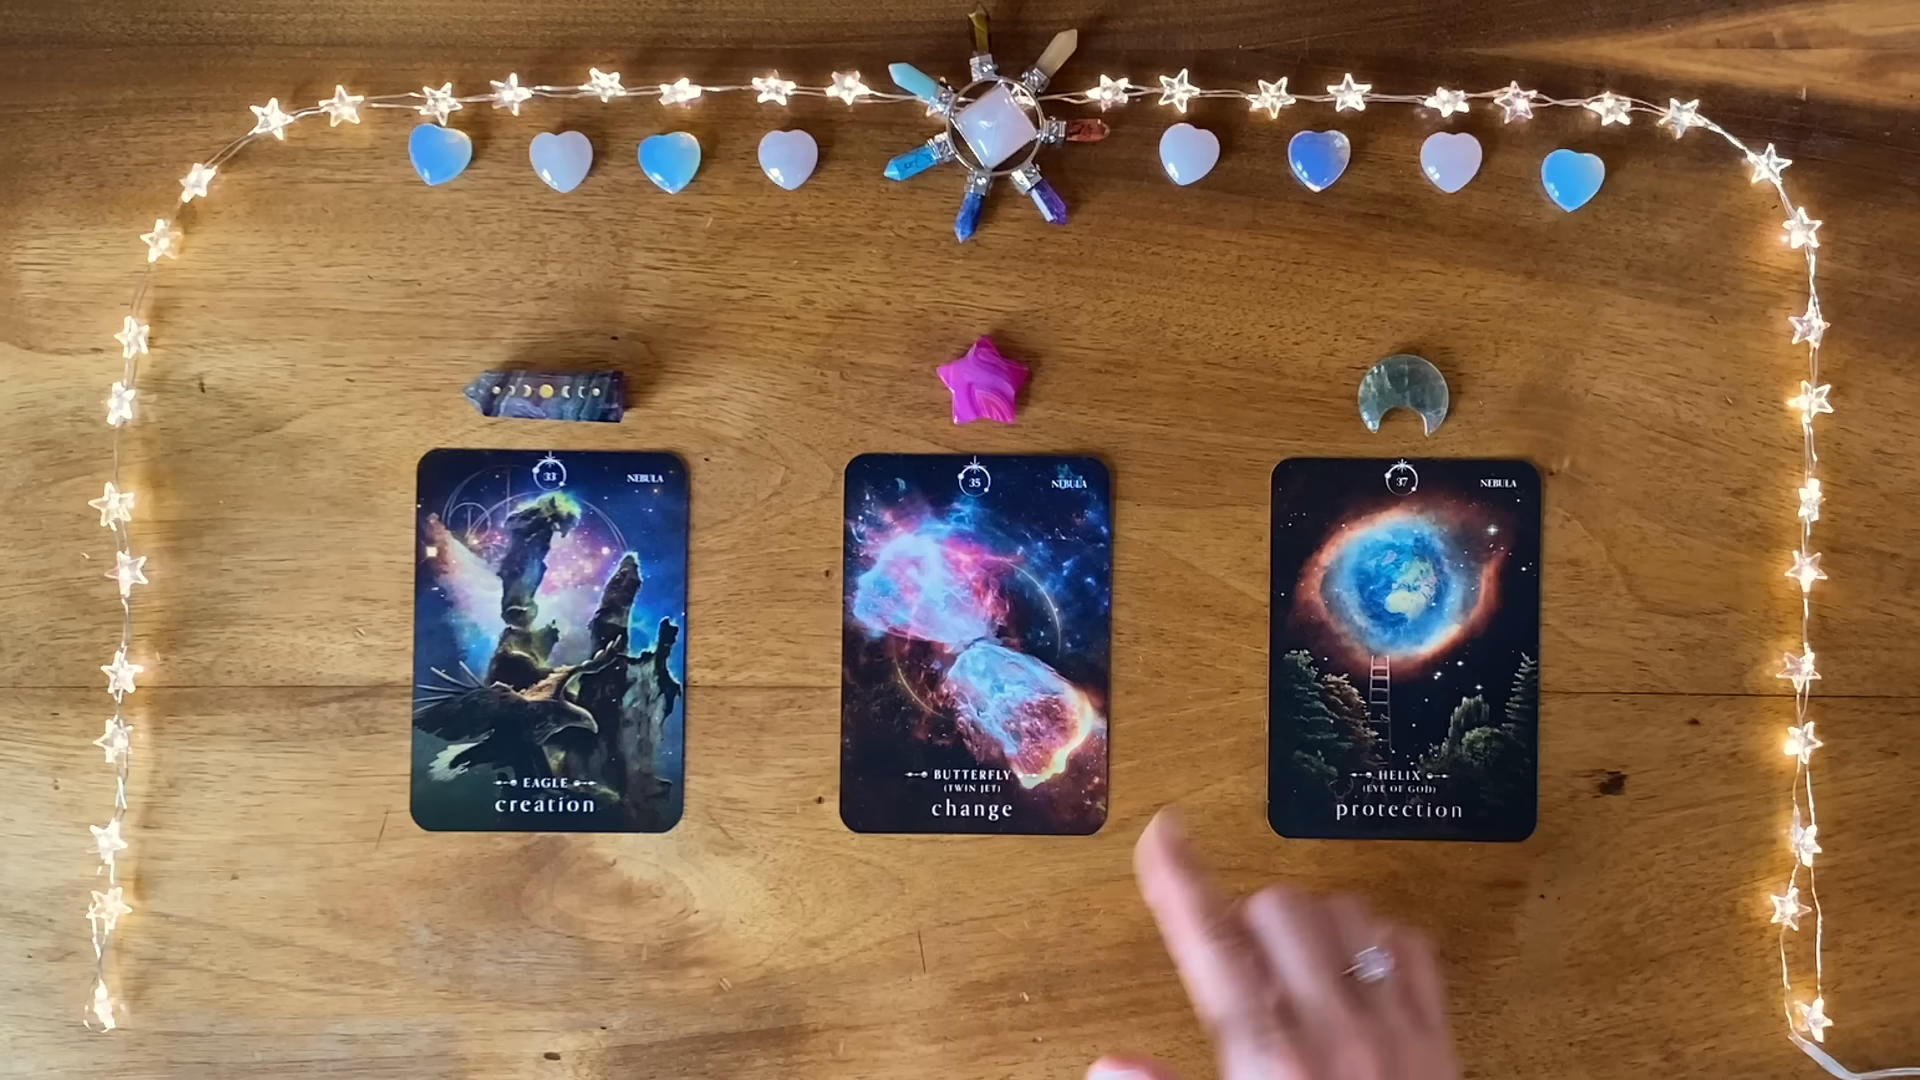 33
NEBULA
EAGLE
creation
35
NEBULA
BUTTERFLY
(TWIN JET)
change
37
NEBULA
HELIX
(EYE OF GOD)
protection